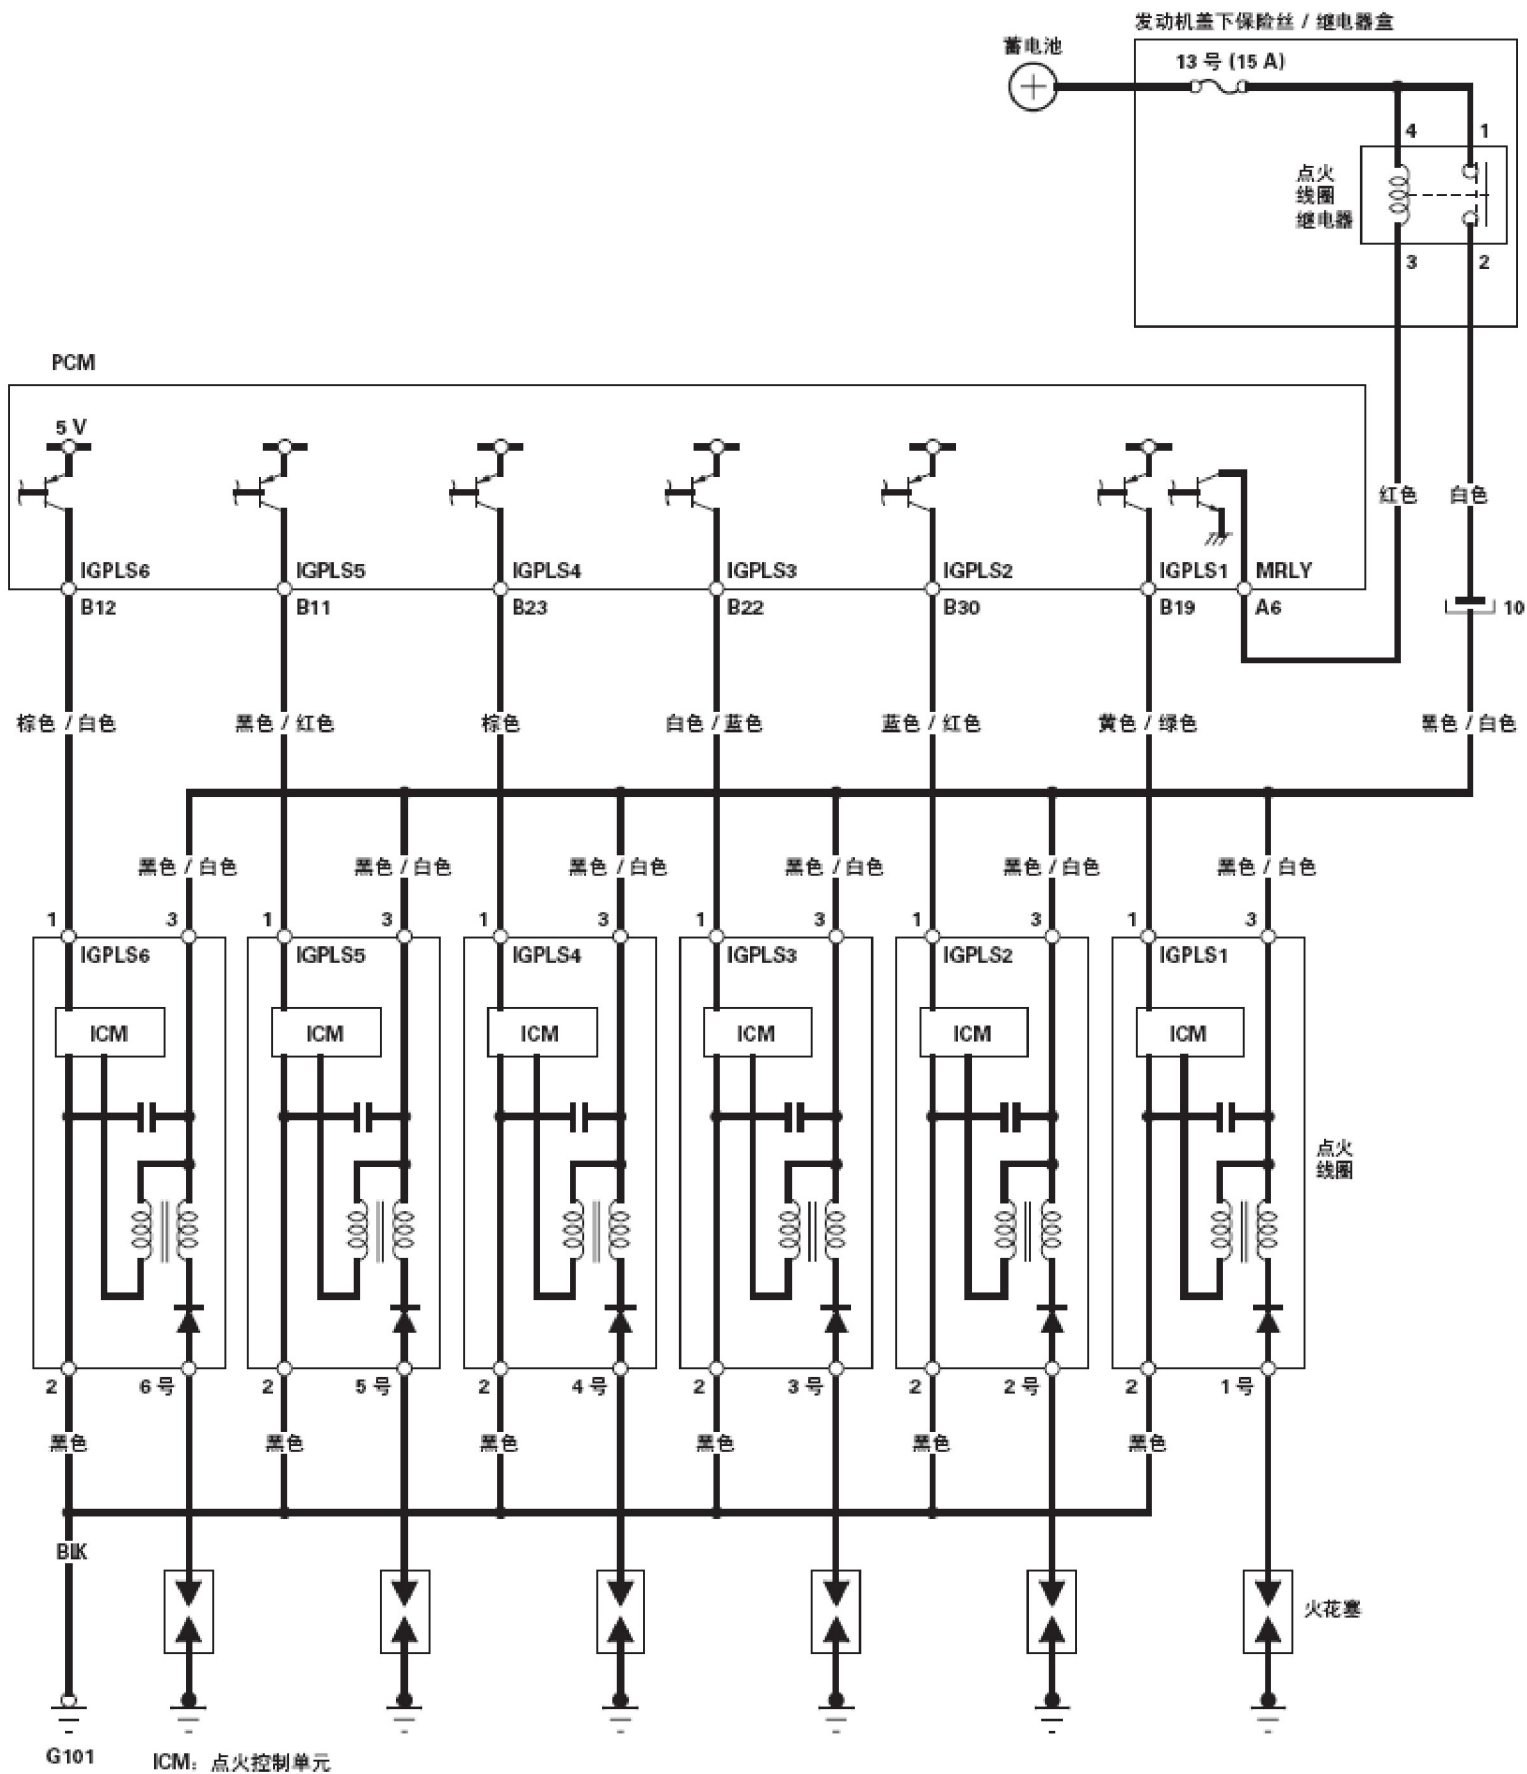 发动机盖下保险丝 / 继电器盒
蓄电池
13 号 (15 A)
4
1
点火
线圈
继电器
3
2
PCM
5 V
红色
白色
IGPLS6
IGPLS5
IGPLS4
IGPLS3
IGPLS2
IGPLS1
MRLY
B12
B11
B23
B22
B30
B19
A6
10
棕色 / 白色
黑色 / 红色
棕色
白色 / 蓝色
蓝色 / 红色
黄色 / 绿色
黑色 / 白色
黑色 / 白色
黑色 / 白色
黑色 / 白色
黑色 / 白色
黑色 / 白色
黑色 / 白色
1
3
1
3
1
3
1
3
1
3
1
3
IGPLS6
IGPLS5
IGPLS4
IGPLS3
IGPLS2
IGPLS1
ICM
ICM
ICM
ICM
ICM
ICM
点火
线圈
2
6 号
2
5 号
2
4 号
2
3 号
2
2 号
2
1 号
黑色
黑色
黑色
黑色
黑色
黑色
BLK
火花塞
G101
ICM：点火控制单元